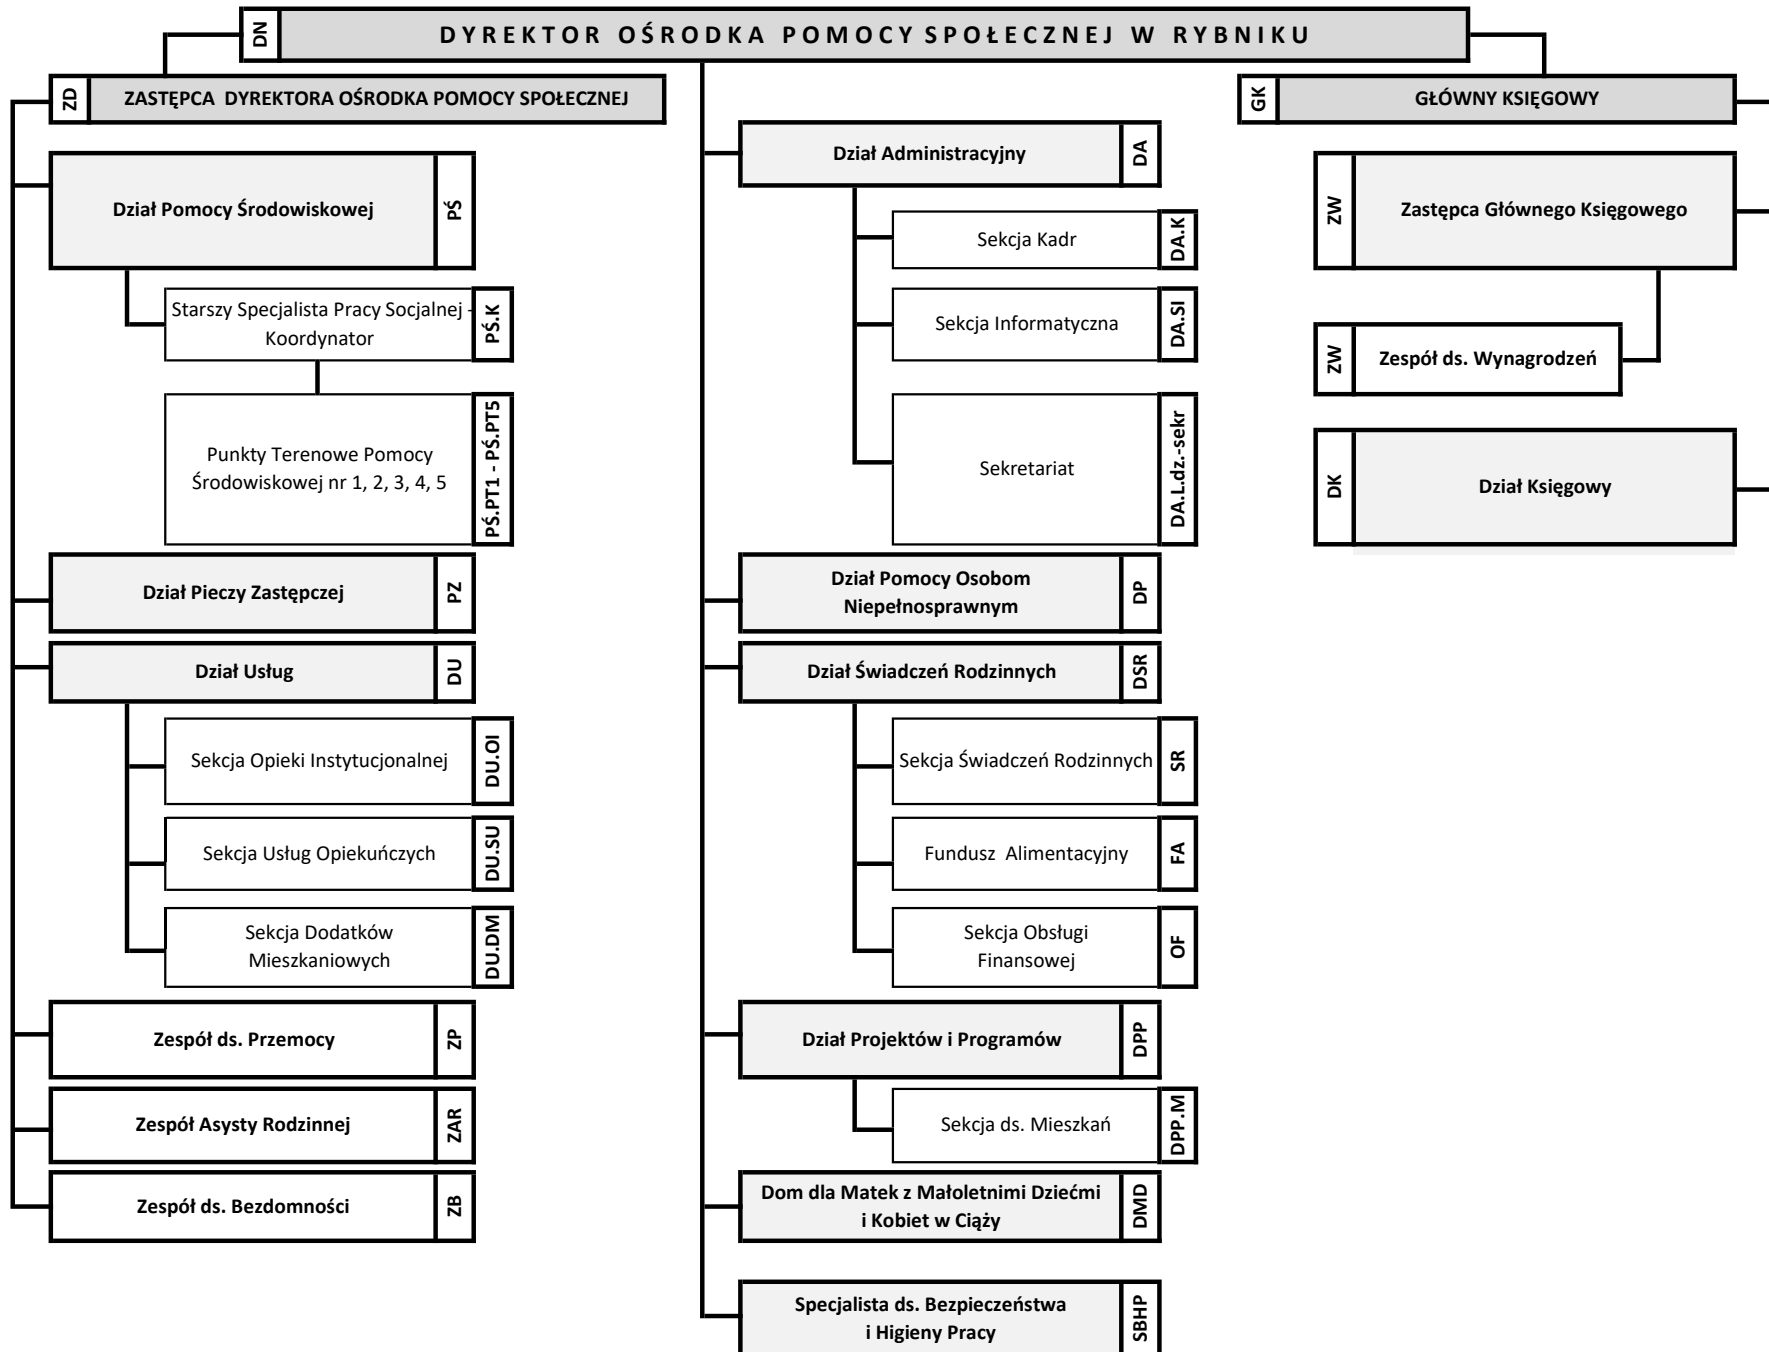 DN
DYREKTOR OŚRODKA POMOCY SPOŁECZNEJ W RYBNIKU
ZD
ZASTĘPCA DYREKTORA OŚRODKA POMOCY SPOŁECZNEJ
Dział Pomocy Środowiskowej
PŚ
Starszy Specjalista Pracy Socjalnej -
Koordynator
PŚ.K
Punkty Terenowe Pomocy
Środowiskowej nr 1, 2, 3, 4, 5
PŚ.PT1 - PŚ.PT5
Dział Pieczy Zastępczej
PZ
Dział Usług
DU
Sekcja Opieki Instytucjonalnej
DU.OI
Sekcja Usług Opiekuńczych
DU.SU
Sekcja Dodatków
Mieszkaniowych
DU.DM
Zespół ds. Przemocy
ZP
Zespół Asysty Rodzinnej
ZAR
Zespół ds. Bezdomności
ZB
Dział Administracyjny
DA
Sekcja Kadr
DA.K
Sekcja Informatyczna
DA.SI
Sekretariat
DA.L.dz.-sekr
Dział Pomocy Osobom
Niepełnosprawnym
DP
Dział Świadczeń Rodzinnych
DSR
Sekcja Świadczeń Rodzinnych
SR
Fundusz Alimentacyjny
FA
Sekcja Obsługi
Finansowej
OF
Dział Projektów i Programów
DPP
Sekcja ds. Mieszkań
DPP.M
Dom dla Matek z Małoletnimi Dziećmi
i Kobiet w Ciąży
DMD
Specjalista ds. Bezpieczeństwa
i Higieny Pracy
SBHP
GK
GŁÓWNY KSIĘGOWY
ZW
Zastępca Głównego Księgowego
ZW
Zespół ds. Wynagrodzeń
DK
Dział Księgowy